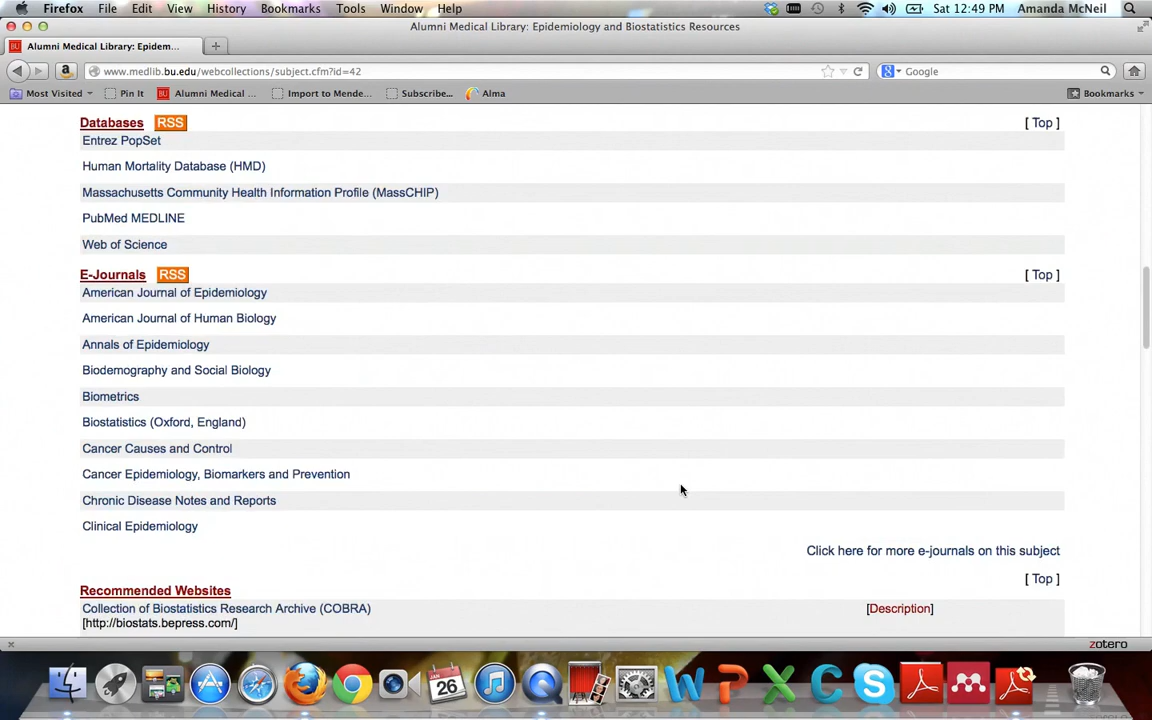 Firefox File Edit View History Bookmarks Tools Window Help Sat 12:49 PM Amanda McNeil
Alumni Medical Library: Epidemiology and Biostatistics Resources
BU Alumni Medical Library: Epidem... +
www.medlib.bu.edu/webcollections/subject.cfm?id=42 Google
Most Visited Pin It Alumni Medical ... Import to Mende... Subscribe... Alma Bookmarks
Databases RSS [ Top ]
Entrez PopSet
Human Mortality Database (HMD)
Massachusetts Community Health Information Profile (MassCHIP)
PubMed MEDLINE
Web of Science
E-Journals RSS [ Top ]
American Journal of Epidemiology
American Journal of Human Biology
Annals of Epidemiology
Biodemography and Social Biology
Biometrics
Biostatistics (Oxford, England)
Cancer Causes and Control
Cancer Epidemiology, Biomarkers and Prevention
Chronic Disease Notes and Reports
Clinical Epidemiology
Click here for more e-journals on this subject
[ Top ]
Recommended Websites
Collection of Biostatistics Research Archive (COBRA) [Description]
[http://biostats.bepress.com/]
zotero
JAN
26